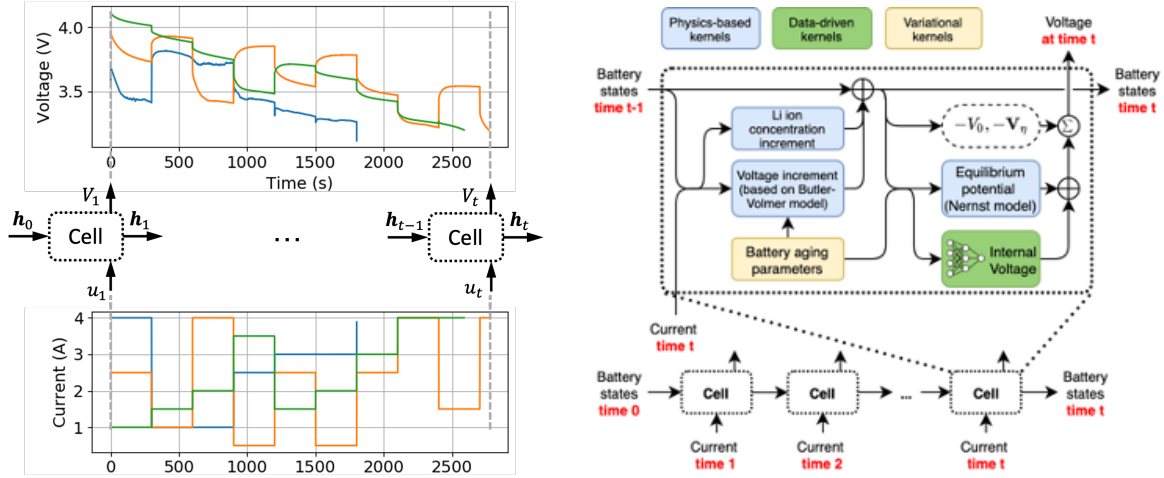 4.0
3.5
Voltage (V)
0
500
1000
1500
2000
2500
Time (s)
V₁
Vₜ
h₀
Cell
h₁
...
hₜ₋₁
Cell
hₜ
u₁
uₜ
4
3
2
1
Current (A)
0
500
1000
1500
2000
2500
Physics-based
kernels
Data-driven
kernels
Variational
kernels
Voltage
at time t
Battery
states
time t-1
Battery
states
time t
Li ion
concentration
increment
−V₀, −V_η
Σ
Voltage increment
(based on Butler-
Volmer model)
Equilibrium
potential
(Nernst model)
Battery aging
parameters
Internal
Voltage
Current
time t
Battery
states
time 0
Cell
Cell
...
Cell
Battery
states
time t
Current
time 1
Current
time 2
Current
time t